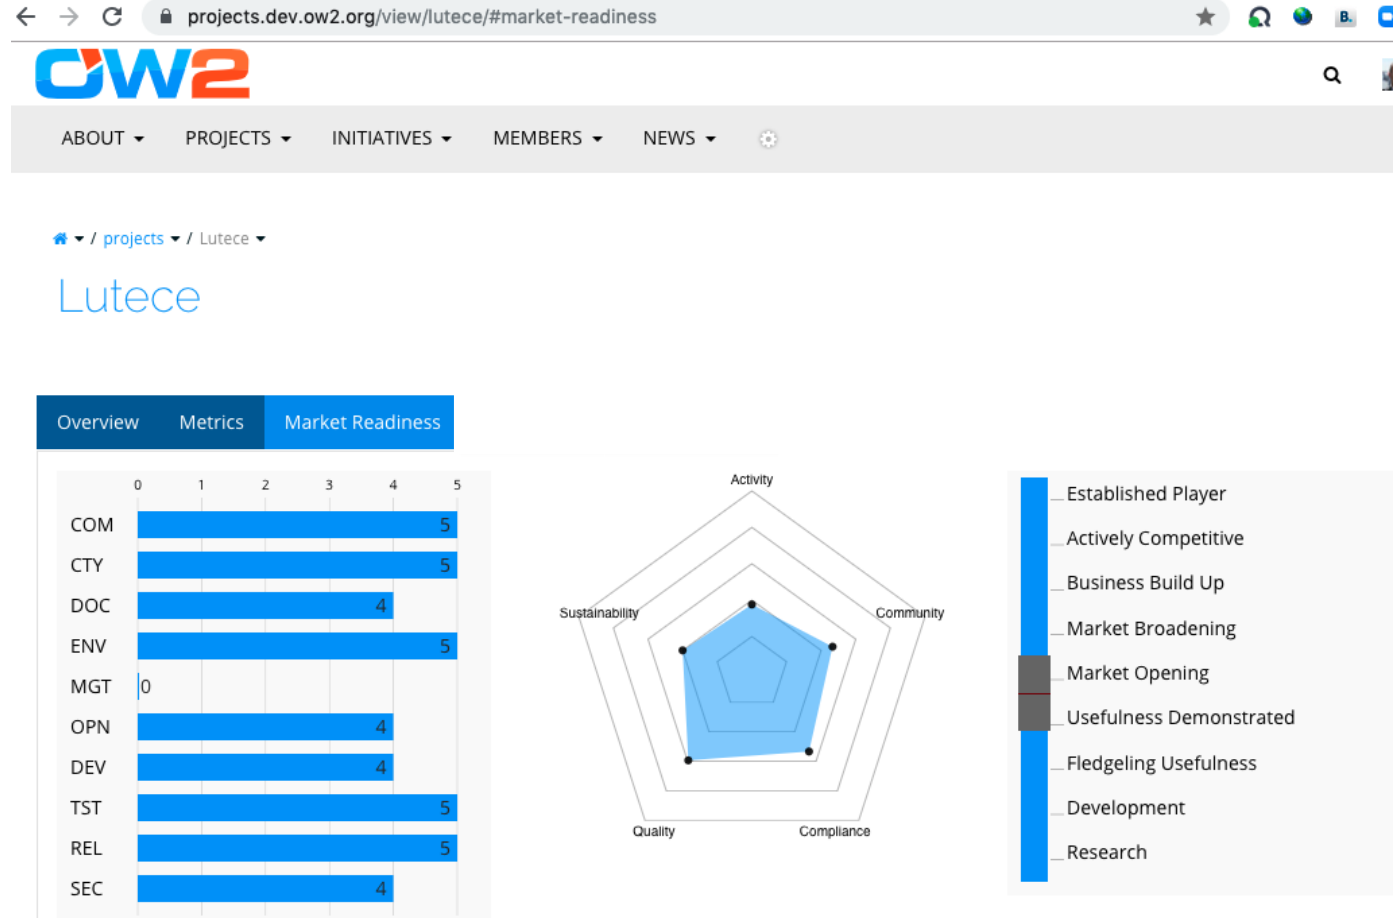 projects.dev.ow2.org/view/lutece/#market-readiness
B.
OW2
ABOUT PROJECTS INITIATIVES MEMBERS NEWS
/ projects / Lutece
Lutece
Overview Metrics Market Readiness
0 1 2 3 4 5
COM 5
CTY 5
DOC 4
ENV 5
MGT 0
OPN 4
DEV 4
TST 5
REL 5
SEC 4
Activity
Sustainability Community
Quality Compliance
Established Player
Actively Competitive
Business Build Up
Market Broadening
Market Opening
Usefulness Demonstrated
Fledgeling Usefulness
Development
Research